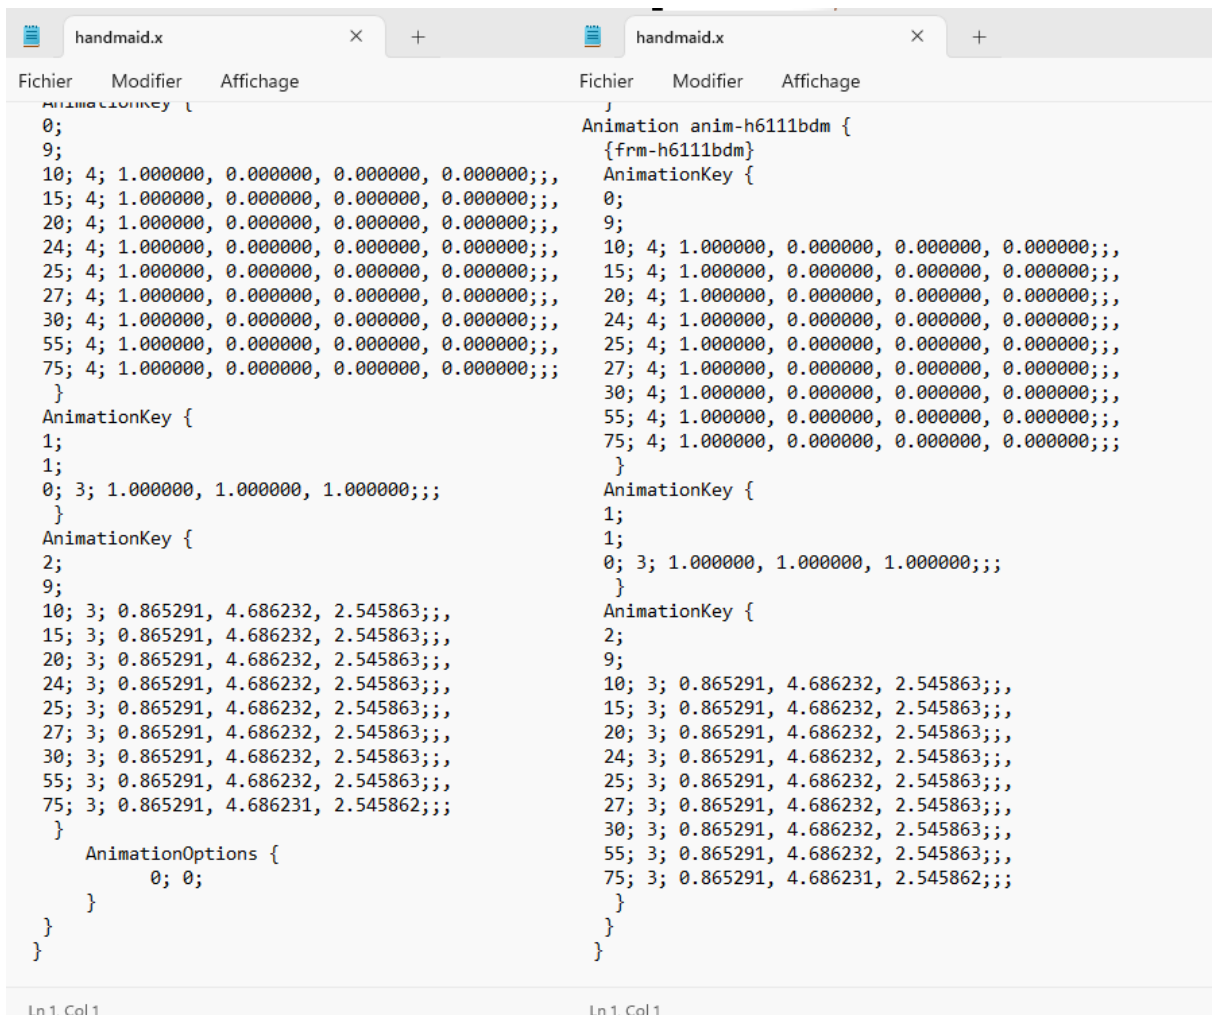 handmaid.x
Fichier Modifier Affichage
AnimationKey {
0;
9;
10; 4; 1.000000, 0.000000, 0.000000, 0.000000;;,
15; 4; 1.000000, 0.000000, 0.000000, 0.000000;;,
20; 4; 1.000000, 0.000000, 0.000000, 0.000000;;,
24; 4; 1.000000, 0.000000, 0.000000, 0.000000;;,
25; 4; 1.000000, 0.000000, 0.000000, 0.000000;;,
27; 4; 1.000000, 0.000000, 0.000000, 0.000000;;,
30; 4; 1.000000, 0.000000, 0.000000, 0.000000;;,
55; 4; 1.000000, 0.000000, 0.000000, 0.000000;;,
75; 4; 1.000000, 0.000000, 0.000000, 0.000000;;;
}
AnimationKey {
1;
1;
0; 3; 1.000000, 1.000000, 1.000000;;;
}
AnimationKey {
2;
9;
10; 3; 0.865291, 4.686232, 2.545863;;,
15; 3; 0.865291, 4.686232, 2.545863;;,
20; 3; 0.865291, 4.686232, 2.545863;;,
24; 3; 0.865291, 4.686232, 2.545863;;,
25; 3; 0.865291, 4.686232, 2.545863;;,
27; 3; 0.865291, 4.686232, 2.545863;;,
30; 3; 0.865291, 4.686232, 2.545863;;,
55; 3; 0.865291, 4.686232, 2.545863;;,
75; 3; 0.865291, 4.686231, 2.545862;;;
}
AnimationOptions {
0; 0;
}
}
}
Ln 1, Col 1
handmaid.x
Fichier Modifier Affichage
}
Animation anim-h6111bdm {
{frm-h6111bdm}
AnimationKey {
0;
9;
10; 4; 1.000000, 0.000000, 0.000000, 0.000000;;,
15; 4; 1.000000, 0.000000, 0.000000, 0.000000;;,
20; 4; 1.000000, 0.000000, 0.000000, 0.000000;;,
24; 4; 1.000000, 0.000000, 0.000000, 0.000000;;,
25; 4; 1.000000, 0.000000, 0.000000, 0.000000;;,
27; 4; 1.000000, 0.000000, 0.000000, 0.000000;;,
30; 4; 1.000000, 0.000000, 0.000000, 0.000000;;,
55; 4; 1.000000, 0.000000, 0.000000, 0.000000;;,
75; 4; 1.000000, 0.000000, 0.000000, 0.000000;;;
}
AnimationKey {
1;
1;
0; 3; 1.000000, 1.000000, 1.000000;;;
}
AnimationKey {
2;
9;
10; 3; 0.865291, 4.686232, 2.545863;;,
15; 3; 0.865291, 4.686232, 2.545863;;,
20; 3; 0.865291, 4.686232, 2.545863;;,
24; 3; 0.865291, 4.686232, 2.545863;;,
25; 3; 0.865291, 4.686232, 2.545863;;,
27; 3; 0.865291, 4.686232, 2.545863;;,
30; 3; 0.865291, 4.686232, 2.545863;;,
55; 3; 0.865291, 4.686232, 2.545863;;,
75; 3; 0.865291, 4.686231, 2.545862;;;
}
}
}
Ln 1, Col 1